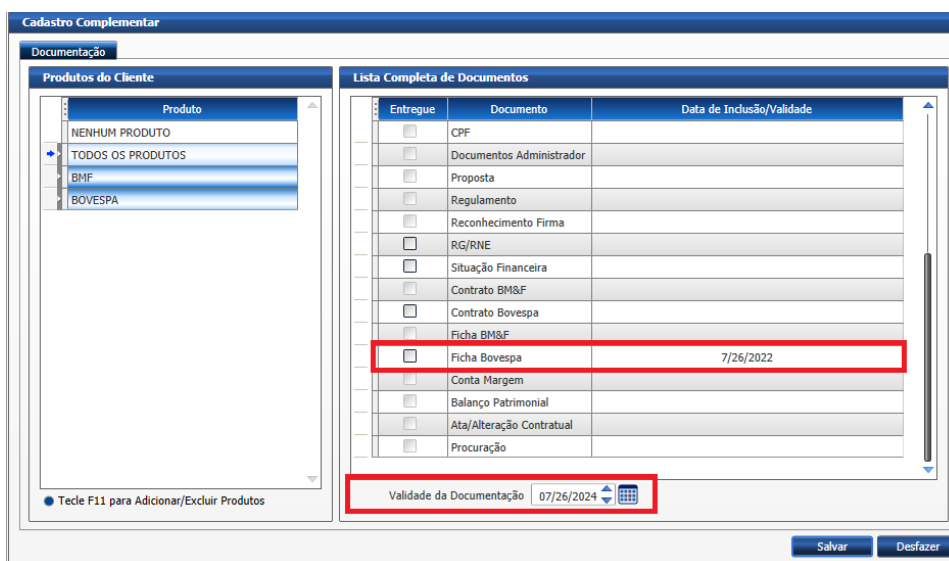 Cadastro Complementar
Documentação
Produtos do Cliente
Produto
NENHUM PRODUTO
TODOS OS PRODUTOS
BMF
BOVESPA
Tecle F11 para Adicionar/Excluir Produtos
Lista Completa de Documentos
Entregue Documento Data de Inclusão/Validade
CPF
Documentos Administrador
Proposta
Regulamento
Reconhecimento Firma
RG/RNE
Situação Financeira
Contrato BM&F
Contrato Bovespa
Ficha BM&F
Ficha Bovespa 7/26/2022
Conta Margem
Balanço Patrimonial
Ata/Alteração Contratual
Procuração
Validade da Documentação 07/26/2024
Salvar Desfazer